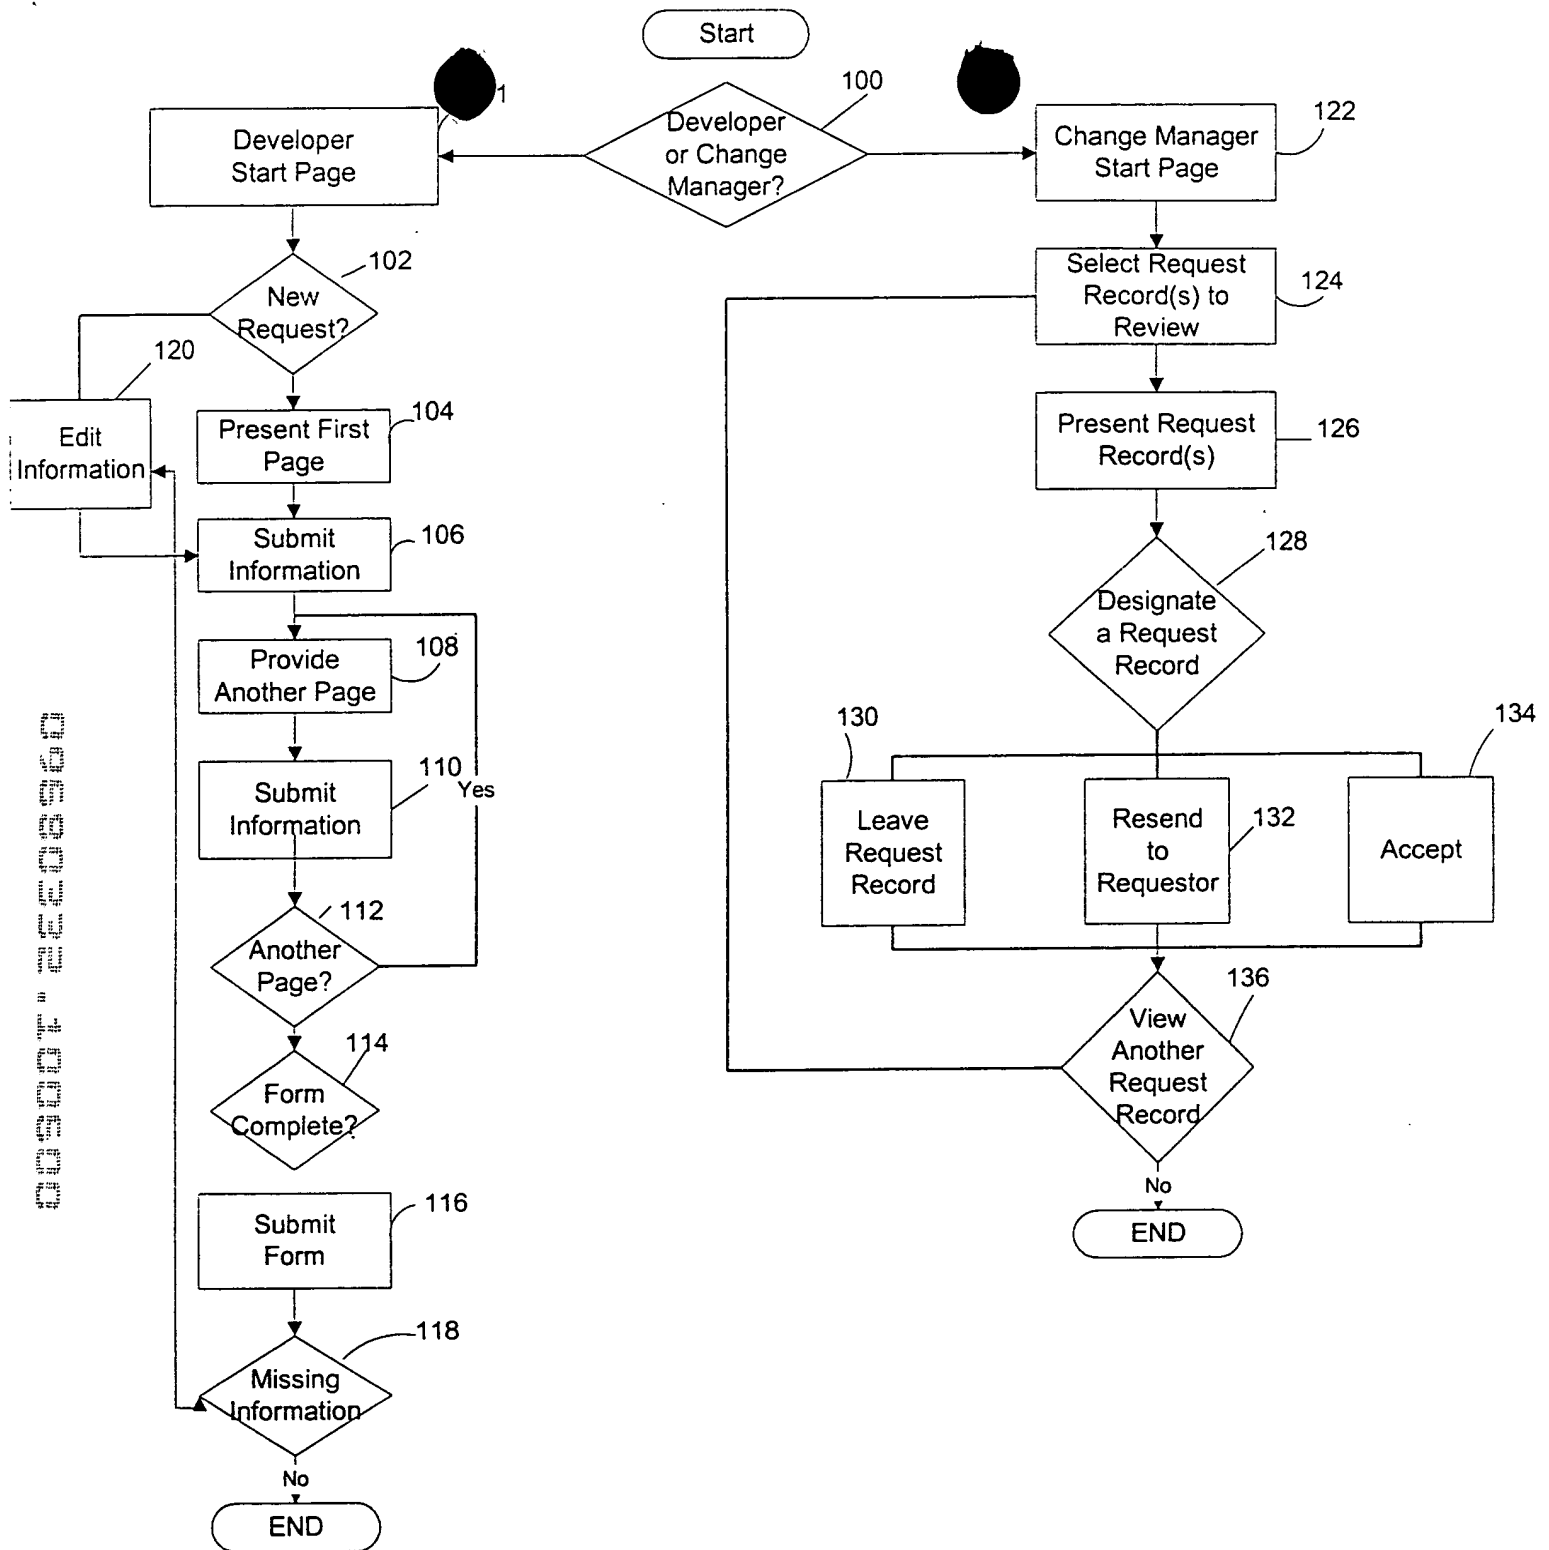 Start
1
100
Developer
or Change
Manager?
Developer
Start Page
Change Manager
Start Page
122
102
New
Request?
Select Request
Record(s) to
Review
124
120
Edit
Information
104
Present First
Page
Present Request
Record(s)
126
106
Submit
Information
128
Designate
a Request
Record
108
Provide
Another Page
110
Yes
Submit
Information
130
Leave
Request
Record
Resend
to
Requestor
132
134
Accept
112
Another
Page?
136
View
Another
Request
Record
114
Form
Complete?
No
END
116
Submit
Form
118
Missing
Information
No
END